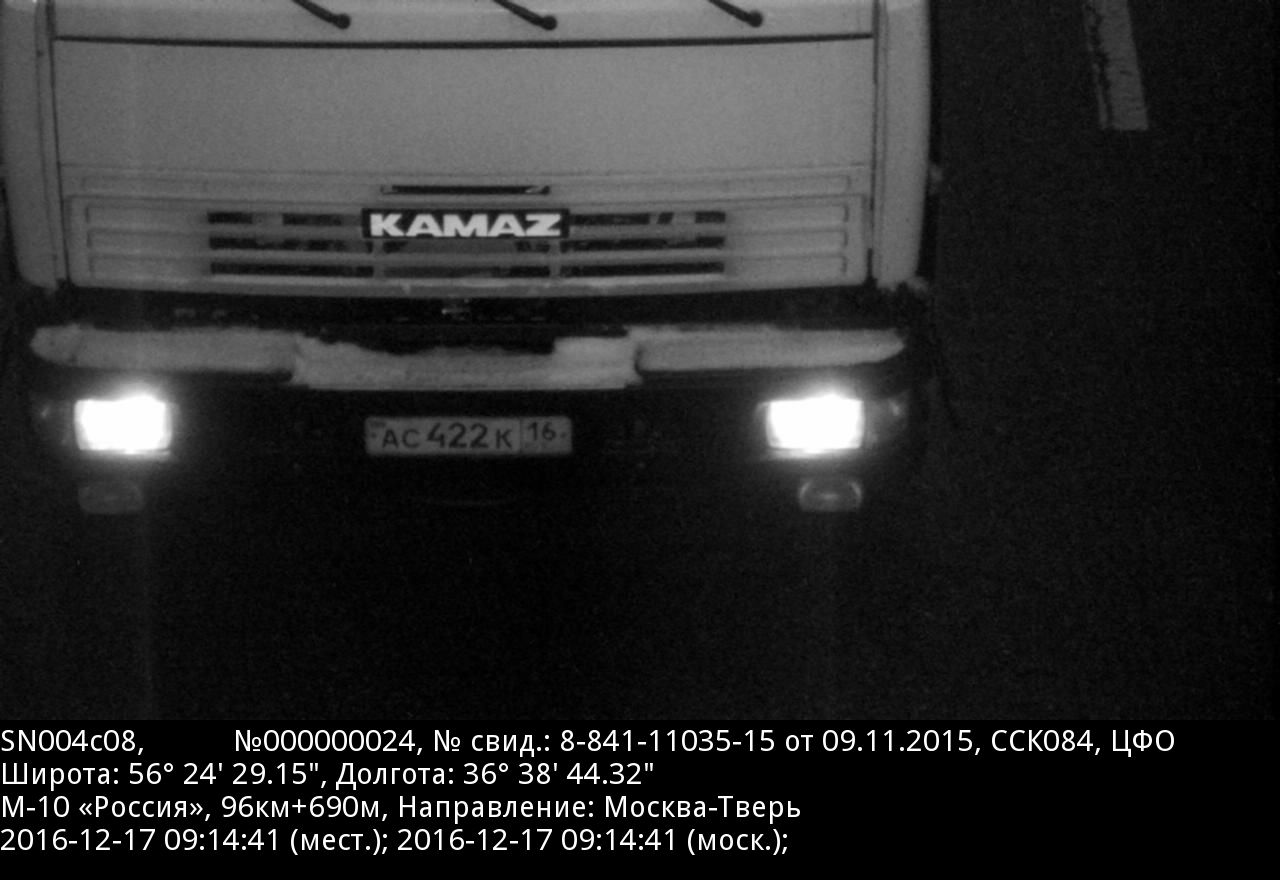 KAMAZ
АС 422 К 16
SN004c08, №000000024, № свид.: 8-841-11035-15 от 09.11.2015, ССК084, ЦФО
Широта: 56° 24' 29.15", Долгота: 36° 38' 44.32"
М-10 «Россия», 96км+690м, Направление: Москва-Тверь
2016-12-17 09:14:41 (мест.); 2016-12-17 09:14:41 (моск.);